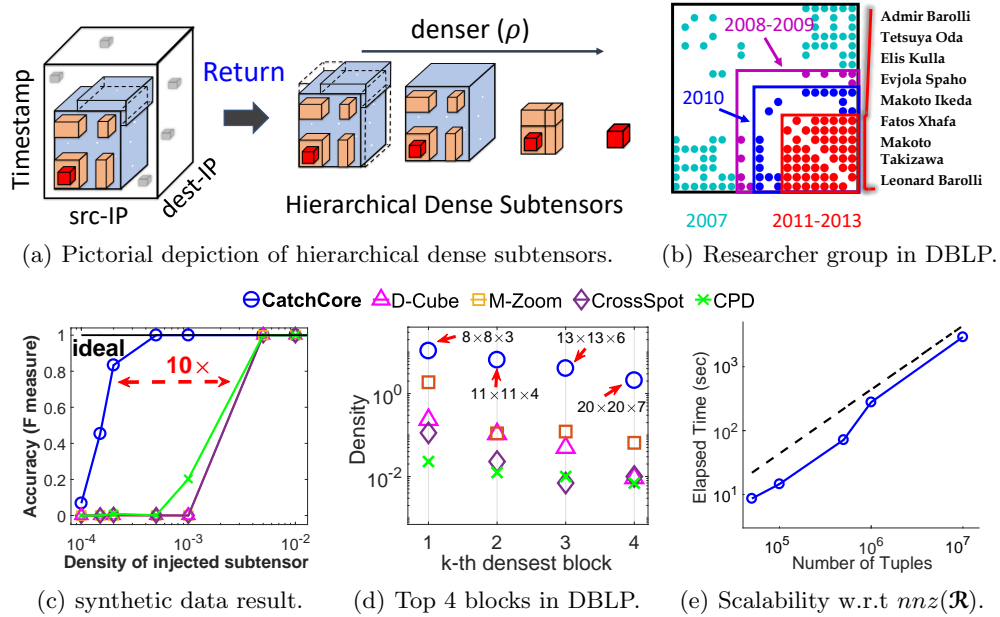 denser (ρ)
Return
Timestamp
src-IP
dest-IP
Hierarchical Dense Subtensors
(a) Pictorial depiction of hierarchical dense subtensors.
2008-2009
2010
2007
2011-2013
Admir Barolli
Tetsuya Oda
Elis Kulla
Evjola Spaho
Makoto Ikeda
Fatos Xhafa
Makoto
Takizawa
Leonard Barolli
(b) Researcher group in DBLP.
CatchCore D-Cube M-Zoom CrossSpot CPD
Accuracy (F measure)
1
0.8
0.6
0.4
0.2
0
ideal
10×
10^-4 10^-3 10^-2
Density of injected subtensor
(c) synthetic data result.
Density
10^0
10^-2
8×8×3
11×11×4
13×13×6
20×20×7
1 2 3 4
k-th densest block
(d) Top 4 blocks in DBLP.
Elapsed Time (sec)
10^3
10^2
10^1
10^5 10^6 10^7
Number of Tuples
(e) Scalability w.r.t nnz(𝓡).